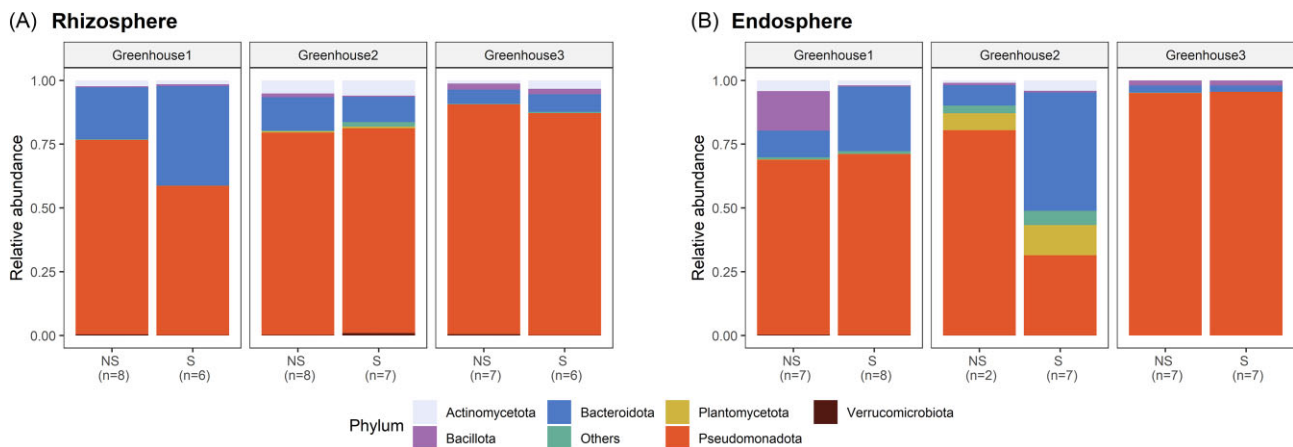 (A) Rhizosphere
Greenhouse1 Greenhouse2 Greenhouse3
Relative abundance
1.00
0.75
0.50
0.25
0.00
NS S NS S NS S
(n=8) (n=6) (n=8) (n=7) (n=7) (n=6)
(B) Endosphere
Greenhouse1 Greenhouse2 Greenhouse3
Relative abundance
1.00
0.75
0.50
0.25
0.00
NS S NS S NS S
(n=7) (n=8) (n=2) (n=7) (n=7) (n=7)
Phylum
Actinomycetota Bacteroidota Plantomycetota Verrucomicrobiota
Bacillota Others Pseudomonadota